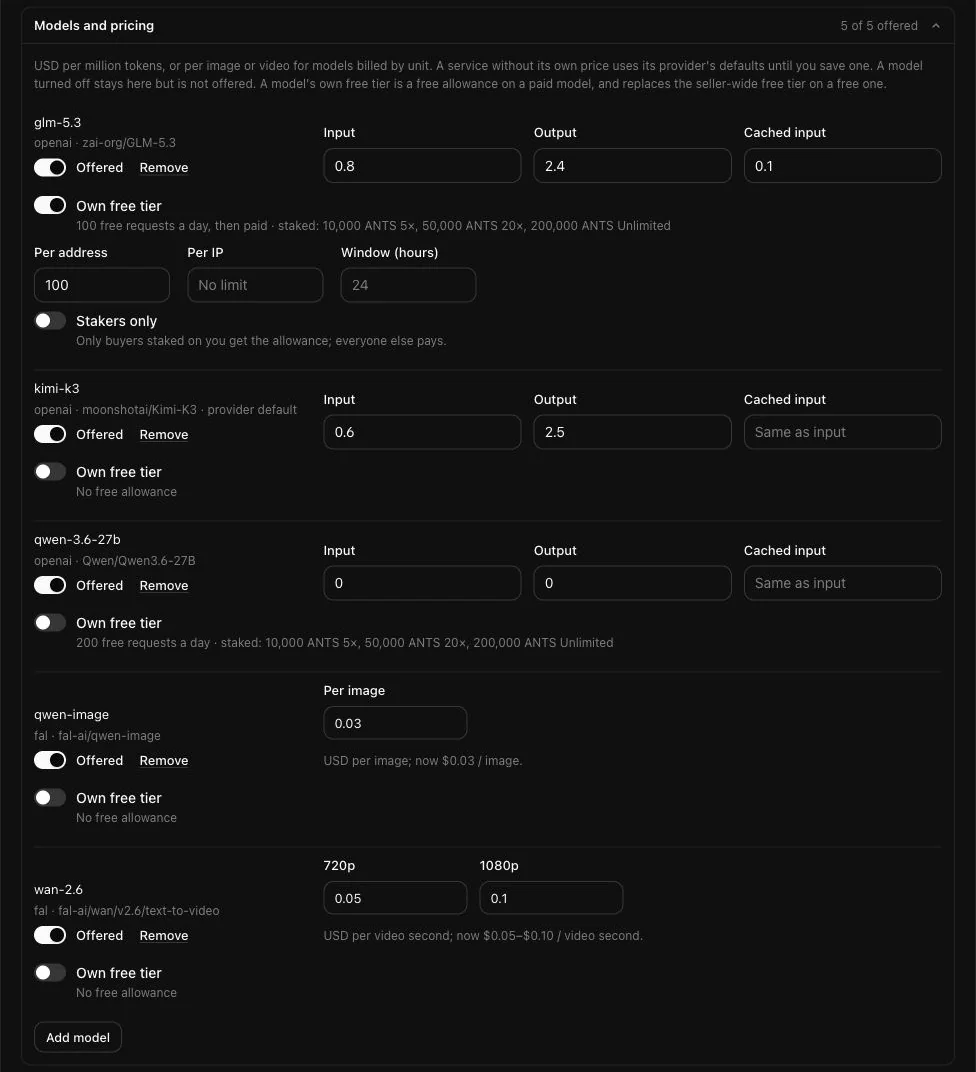 Models and pricing
5 of 5 offered
USD per million tokens, or per image or video for models billed by unit. A service without its own price uses its provider's defaults until you save one. A model
turned off stays here but is not offered. A model's own free tier is a free allowance on a paid model, and replaces the seller-wide free tier on a free one.
glm-5.3
openai · zai-org/GLM-5.3
Offered Remove
Input Output Cached input
0.8 2.4 0.1
Own free tier
100 free requests a day, then paid · staked: 10,000 ANTS 5×, 50,000 ANTS 20×, 200,000 ANTS Unlimited
Per address Per IP Window (hours)
100 No limit 24
Stakers only
Only buyers staked on you get the allowance; everyone else pays.
kimi-k3
openai · moonshotai/Kimi-K3 · provider default
Offered Remove
Input Output Cached input
0.6 2.5 Same as input
Own free tier
No free allowance
qwen-3.6-27b
openai · Qwen/Qwen3.6-27B
Offered Remove
Input Output Cached input
0 0 Same as input
Own free tier
200 free requests a day · staked: 10,000 ANTS 5×, 50,000 ANTS 20×, 200,000 ANTS Unlimited
qwen-image
fal · fal-ai/qwen-image
Offered Remove
Per image
0.03
USD per image; now $0.03 / image.
Own free tier
No free allowance
wan-2.6
fal · fal-ai/wan/v2.6/text-to-video
Offered Remove
720p 1080p
0.05 0.1
USD per video second; now $0.05–$0.10 / video second.
Own free tier
No free allowance
Add model